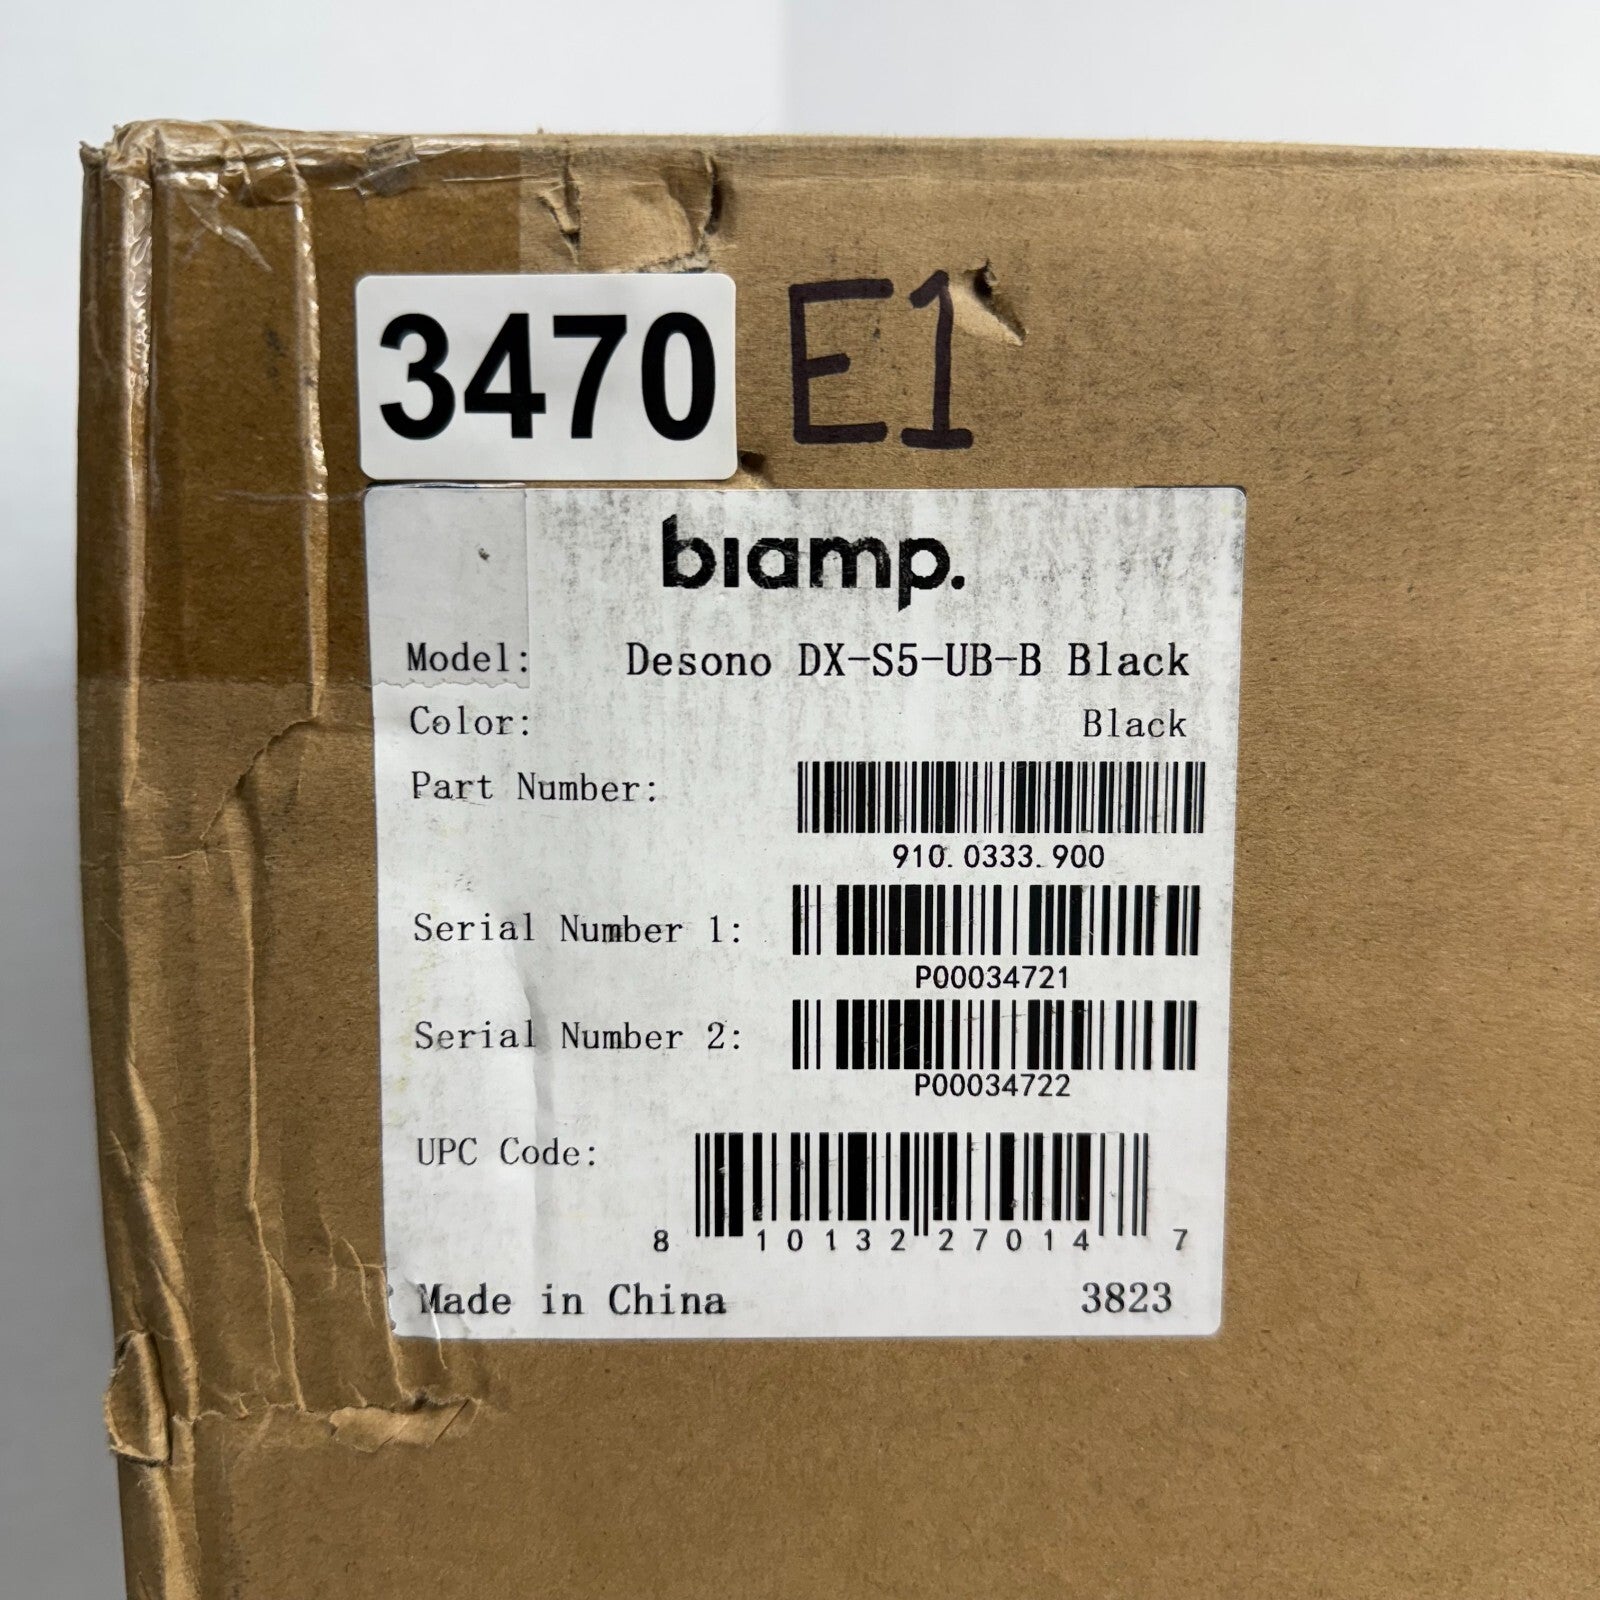 3470 E1
biamp.
Model: Desono DX-S5-UB-B Black
Color: Black
Part Number:
910.0333.900
Serial Number 1:
P00034721
Serial Number 2:
P00034722
UPC Code:
8 10132 27014 7
Made in China 3823